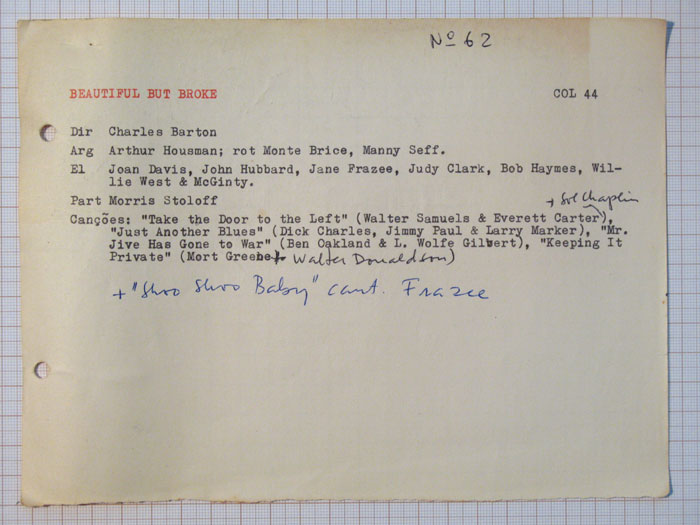 Nº 62
BEAUTIFUL BUT BROKE COL 44
Dir Charles Barton
Arg Arthur Housman; rot Monte Brice, Manny Seff.
El Joan Davis, John Hubbard, Jane Frazee, Judy Clark, Bob Haymes, Wil-
lie West & McGinty.
Part Morris Stoloff
+ Sol Chaplin
Canções: "Take the Door to the Left" (Walter Samuels & Everett Carter),
"Just Another Blues" (Dick Charles, Jimmy Paul & Larry Marker), "Mr.
Jive Has Gone to War" (Ben Oakland & L. Wolfe Gilbert), "Keeping It
Private" (Mort Greene + Walter Donaldson)
+ "Shoo Shoo Baby" cant. Frazee